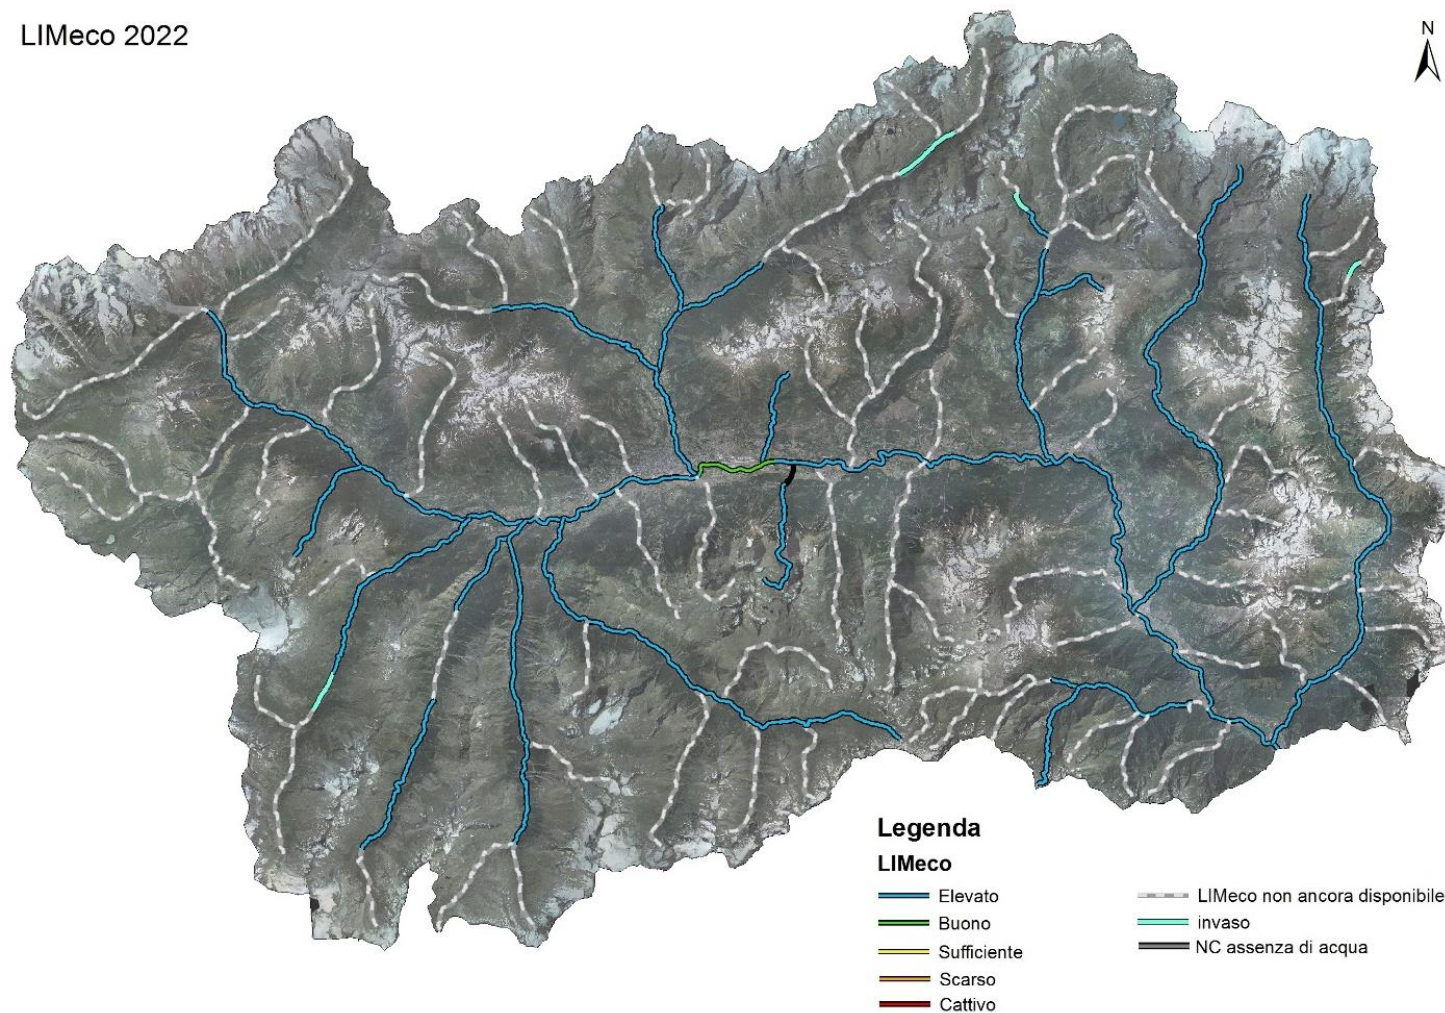 LIMeco 2022
N
Legenda
LIMeco
Elevato
Buono
Sufficiente
Scarso
Cattivo
LIMeco non ancora disponibile
invaso
NC assenza di acqua